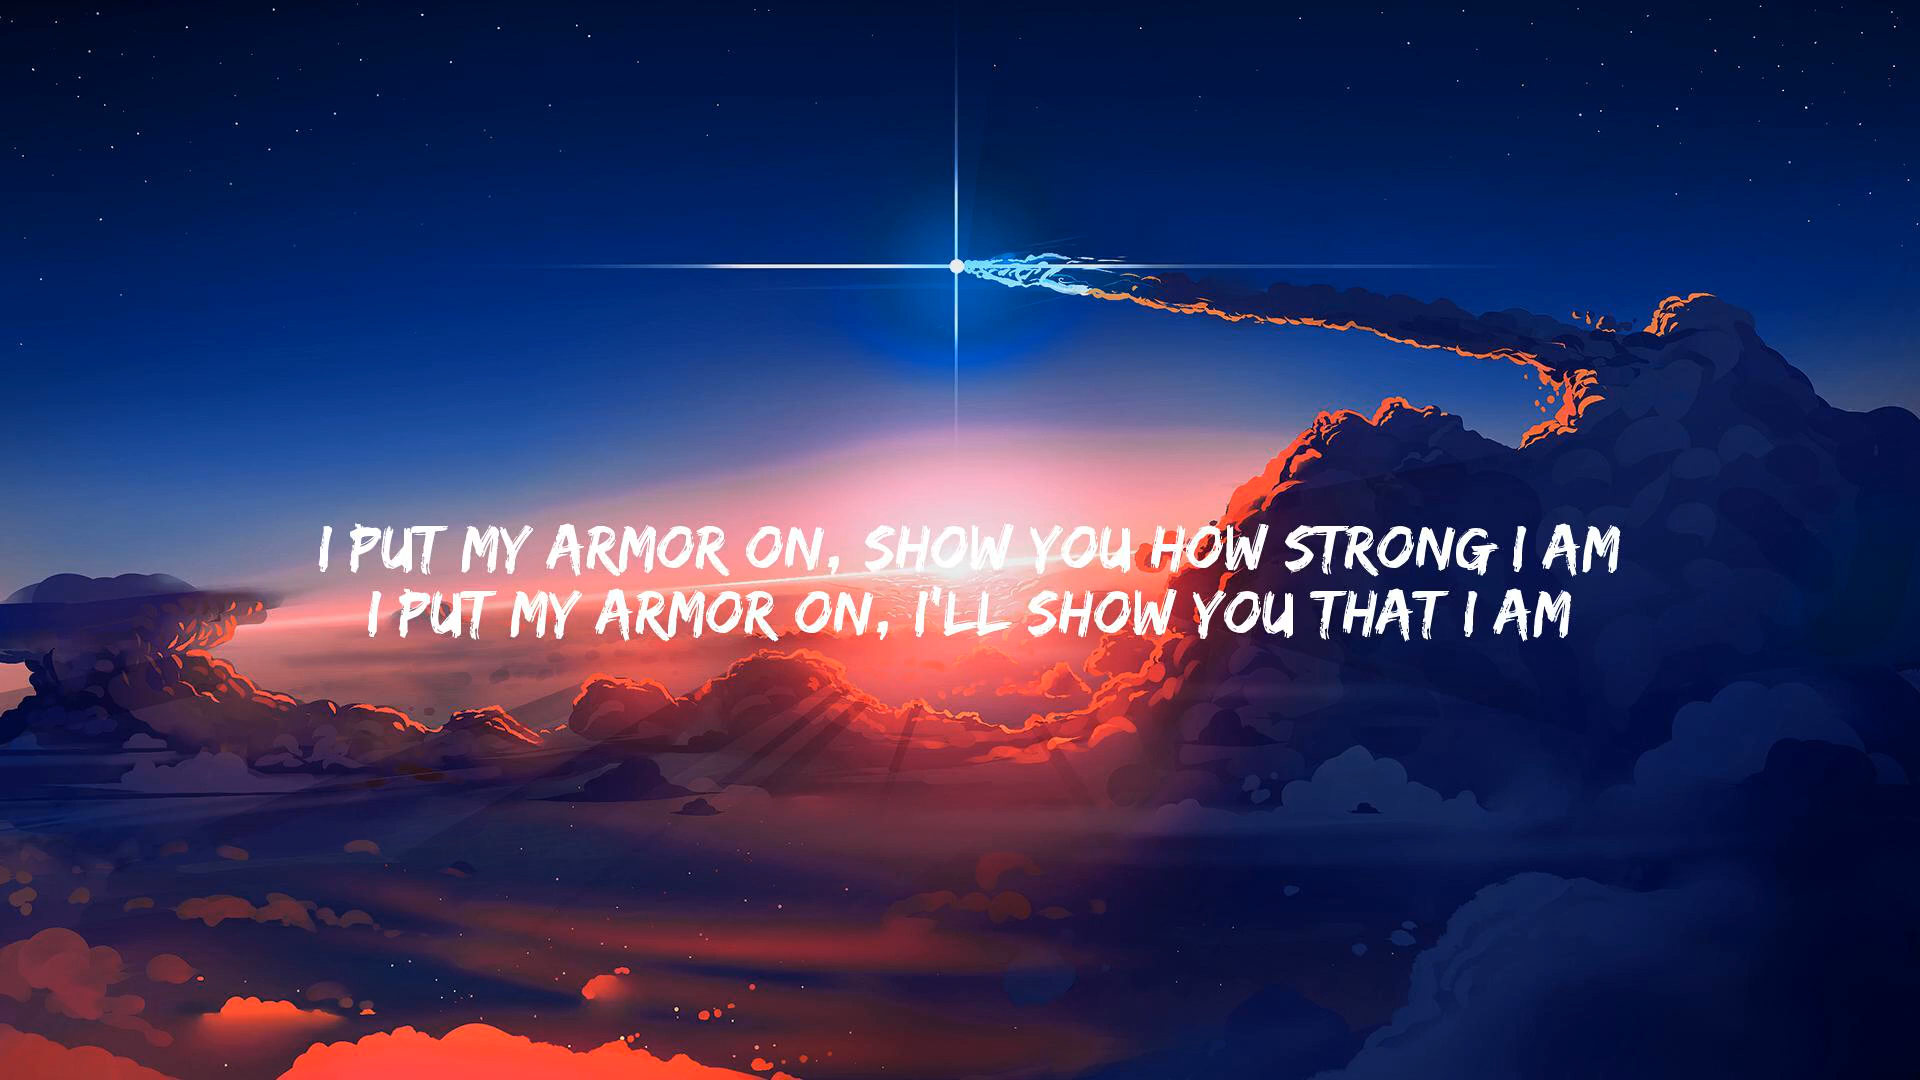 I PUT MY ARMOR ON, SHOW YOU HOW STRONG I AM
I PUT MY ARMOR ON, I'LL SHOW YOU THAT I AM